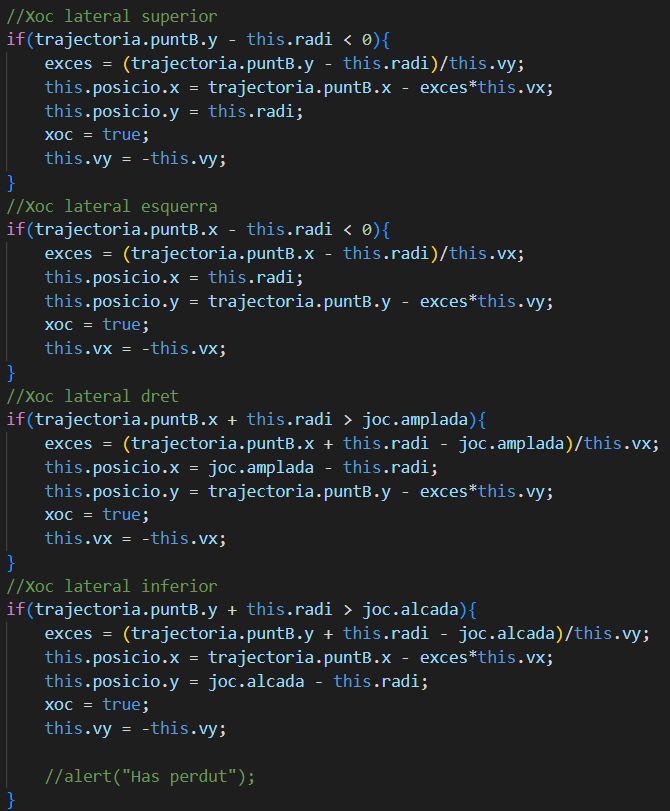 //Xoc lateral superior
if(trajectoria.puntB.y - this.radi < 0){
    exces = (trajectoria.puntB.y - this.radi)/this.vy;
    this.posicio.x = trajectoria.puntB.x - exces*this.vx;
    this.posicio.y = this.radi;
    xoc = true;
    this.vy = -this.vy;
}
//Xoc lateral esquerra
if(trajectoria.puntB.x - this.radi < 0){
    exces = (trajectoria.puntB.x - this.radi)/this.vx;
    this.posicio.x = this.radi;
    this.posicio.y = trajectoria.puntB.y - exces*this.vy;
    xoc = true;
    this.vx = -this.vx;
}
//Xoc lateral dret
if(trajectoria.puntB.x + this.radi > joc.amplada){
    exces = (trajectoria.puntB.x + this.radi - joc.amplada)/this.vx;
    this.posicio.x = joc.amplada - this.radi;
    this.posicio.y = trajectoria.puntB.y - exces*this.vy;
    xoc = true;
    this.vx = -this.vx;
}
//Xoc lateral inferior
if(trajectoria.puntB.y + this.radi > joc.alcada){
    exces = (trajectoria.puntB.y + this.radi - joc.alcada)/this.vy;
    this.posicio.x = trajectoria.puntB.x - exces*this.vx;
    this.posicio.y = joc.alcada - this.radi;
    xoc = true;
    this.vy = -this.vy;

    //alert("Has perdut");
}